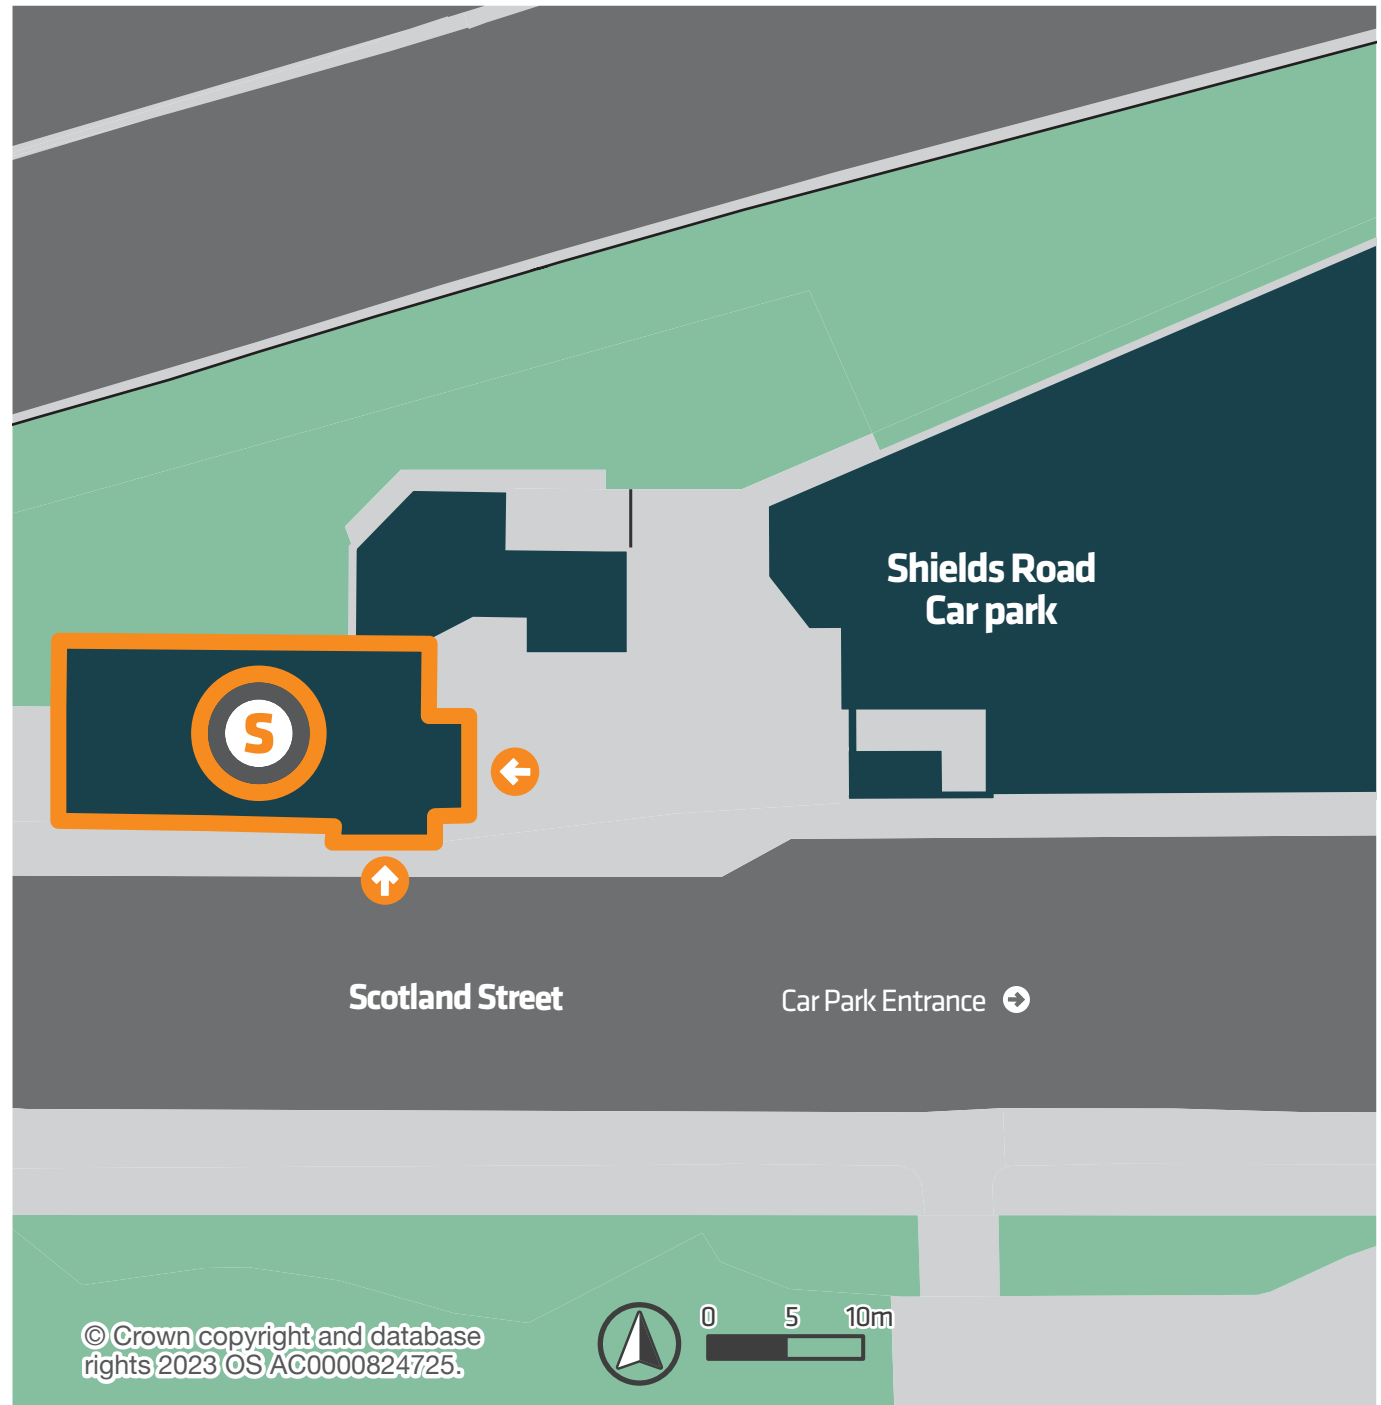 Shields Road
Car park
S
Scotland Street
Car Park Entrance
0 5 10m
© Crown copyright and database
rights 2023 OS AC0000824725.